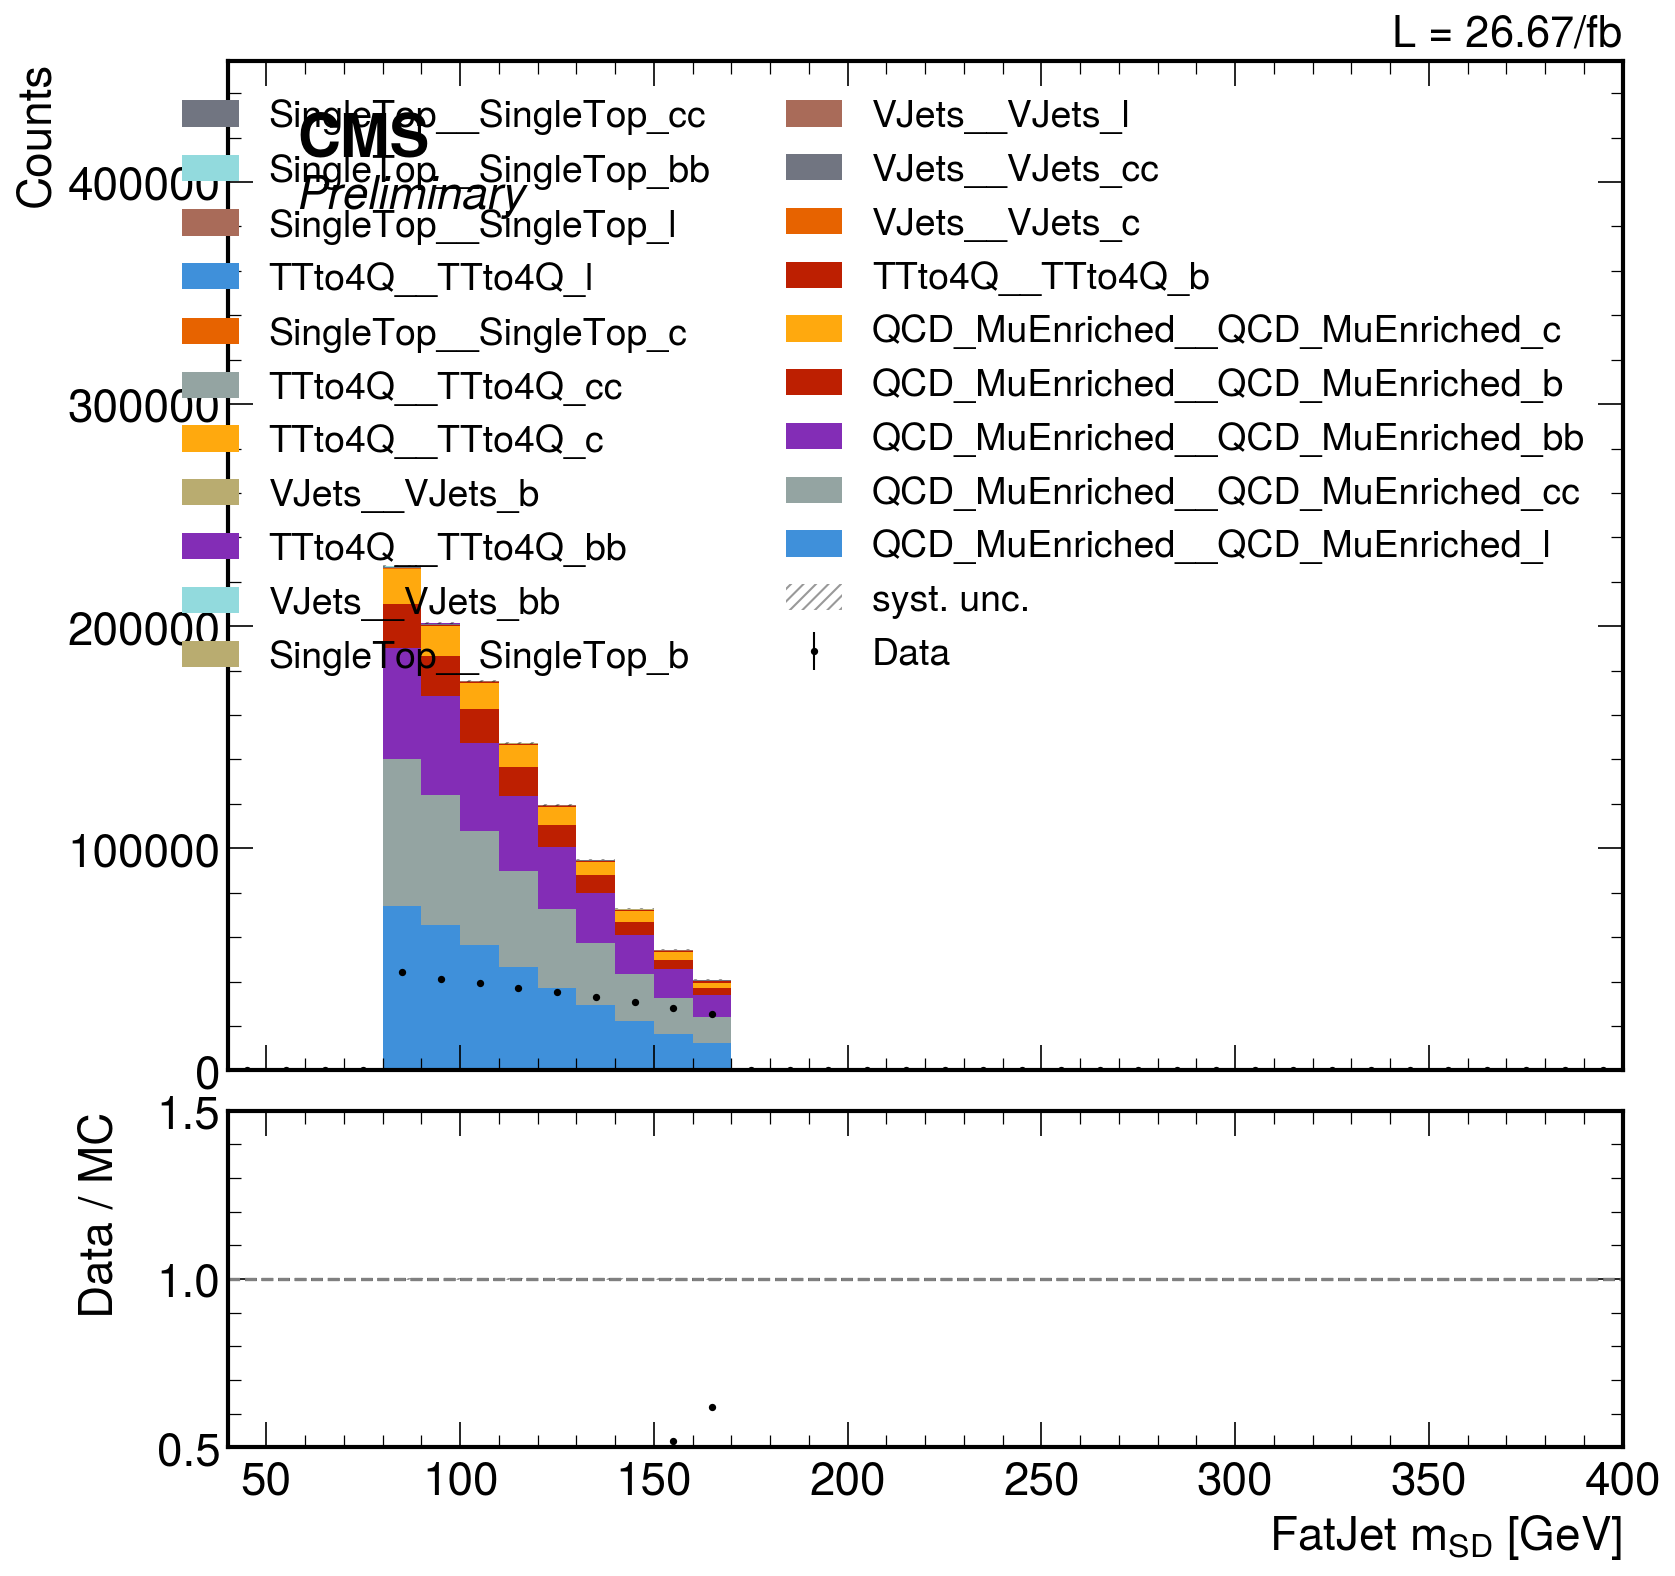 L = 26.67/fb
Counts
CMS
Preliminary
SingleTop__SingleTop_cc
SingleTop__SingleTop_bb
SingleTop__SingleTop_l
TTto4Q__TTto4Q_l
SingleTop__SingleTop_c
TTto4Q__TTto4Q_cc
TTto4Q__TTto4Q_c
VJets__VJets_b
TTto4Q__TTto4Q_bb
VJets__VJets_bb
SingleTop__SingleTop_b
VJets__VJets_l
VJets__VJets_cc
VJets__VJets_c
TTto4Q__TTto4Q_b
QCD_MuEnriched__QCD_MuEnriched_c
QCD_MuEnriched__QCD_MuEnriched_b
QCD_MuEnriched__QCD_MuEnriched_bb
QCD_MuEnriched__QCD_MuEnriched_cc
QCD_MuEnriched__QCD_MuEnriched_l
syst. unc.
Data
400000
300000
200000
100000
0
Data / MC
1.5
1.0
0.5
50 100 150 200 250 300 350 400
FatJet m_SD [GeV]